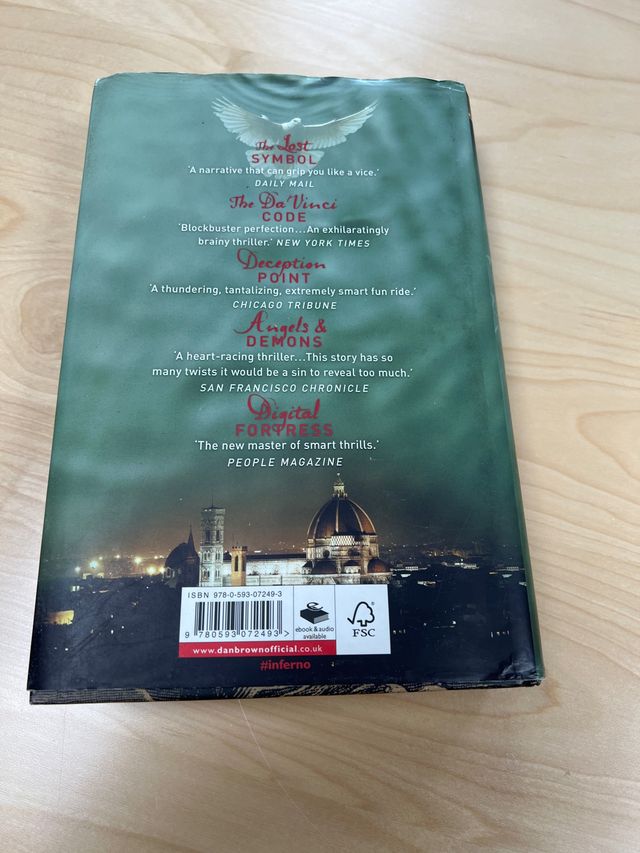 The Lost
SYMBOL
‘A narrative that can grip you like a vice.’
DAILY MAIL
The Da Vinci
CODE
‘Blockbuster perfection...An exhilaratingly
brainy thriller.’ NEW YORK TIMES
Deception
POINT
‘A thundering, tantalizing, extremely smart fun ride.’
CHICAGO TRIBUNE
Angels &
DEMONS
‘A heart-racing thriller...This story has so
many twists it would be a sin to reveal too much.’
SAN FRANCISCO CHRONICLE
Digital
FORTRESS
‘The new master of smart thrills.’
PEOPLE MAGAZINE
ISBN 978-0-593-07249-3
9 780593 072493 >
ebook & audio
available
FSC
www.danbrownofficial.co.uk
#inferno